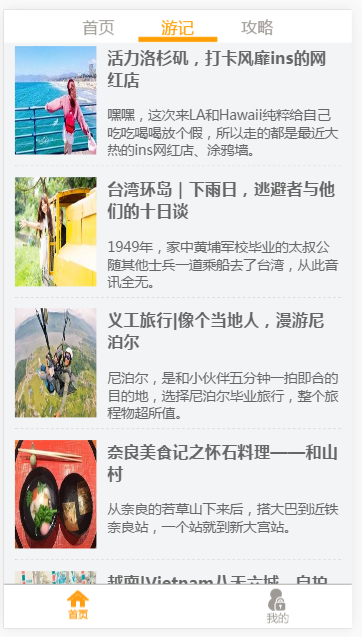 首页 游记 攻略
活力洛杉矶，打卡风靡ins的网
红店
嘿嘿，这次来LA和Hawaii纯粹给自己
吃吃喝喝放个假，所以走的都是最近大
热的ins网红店、涂鸦墙。
台湾环岛｜下雨日，逃避者与他
们的十日谈
1949年，家中黄埔军校毕业的太叔公
随其他士兵一道乘船去了台湾，从此音
讯全无。
义工旅行|像个当地人，漫游尼
泊尔
尼泊尔，是和小伙伴五分钟一拍即合的
目的地，选择尼泊尔毕业旅行，整个旅
程物超所值。
奈良美食记之怀石料理——和山
村
从奈良的若草山下来后，搭大巴到近铁
奈良站，一个站就到新大宫站。
越南|Vietnam八天六城，自拍
首页 我的